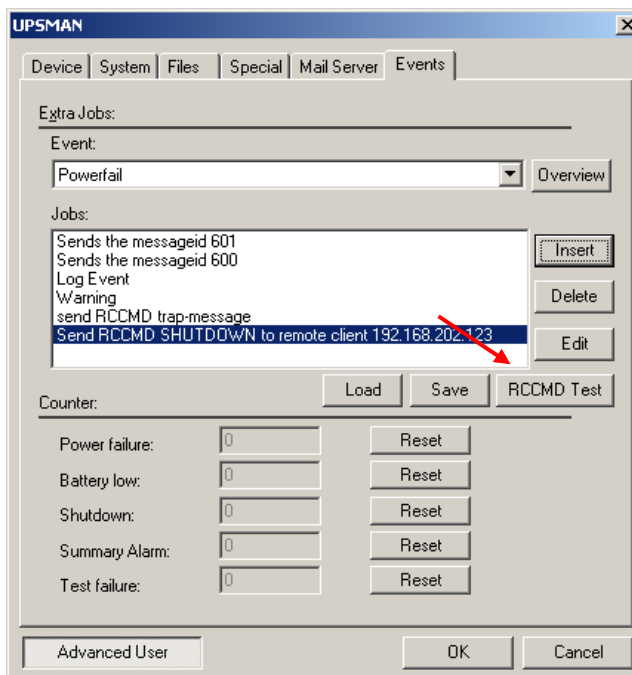 UPSMAN
Device System Files Special Mail Server Events
Extra Jobs:
Event:
Powerfail Overview
Jobs:
Sends the messageid 601
Sends the messageid 600
Log Event
Warning
send RCCMD trap-message
Send RCCMD SHUTDOWN to remote client 192.168.202.123
Insert
Delete
Edit
Load Save RCCMD Test
Counter:
Power failure: 0 Reset
Battery low: 0 Reset
Shutdown: 0 Reset
Summary Alarm: 0 Reset
Test failure: 0 Reset
Advanced User OK Cancel